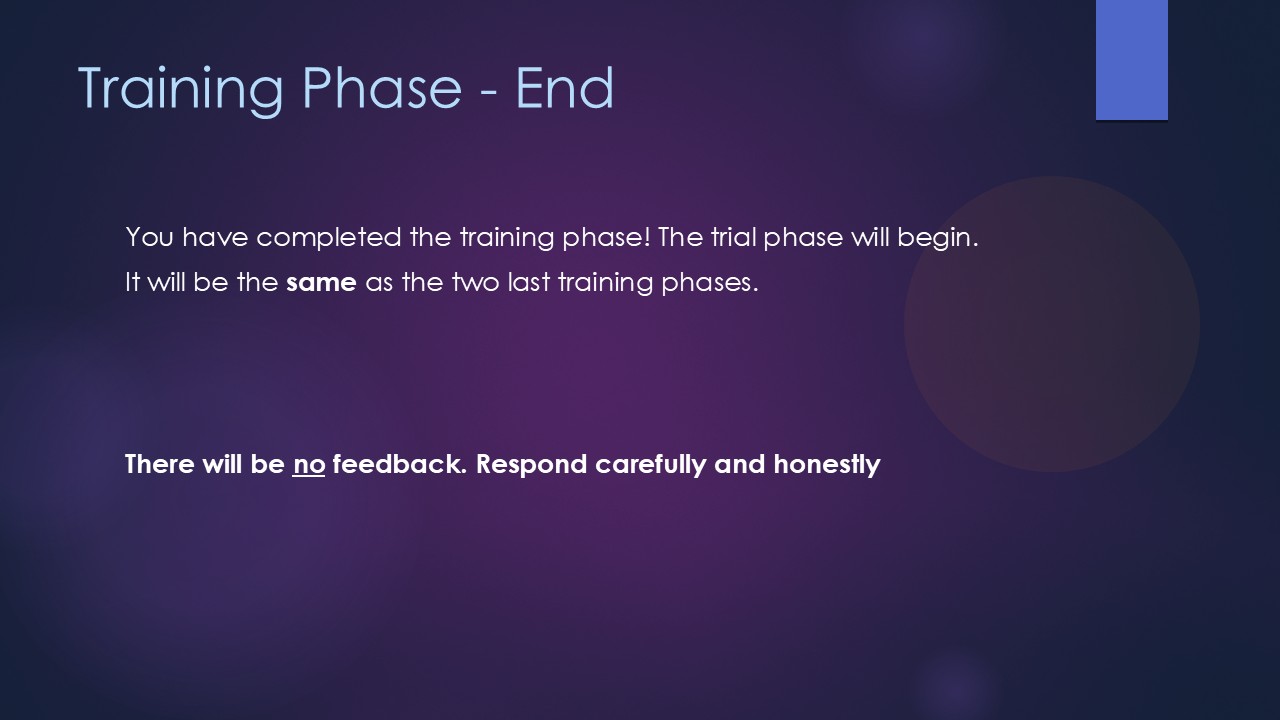 Training Phase - End
You have completed the training phase! The trial phase will begin.
It will be the same as the two last training phases.
There will be no feedback. Respond carefully and honestly